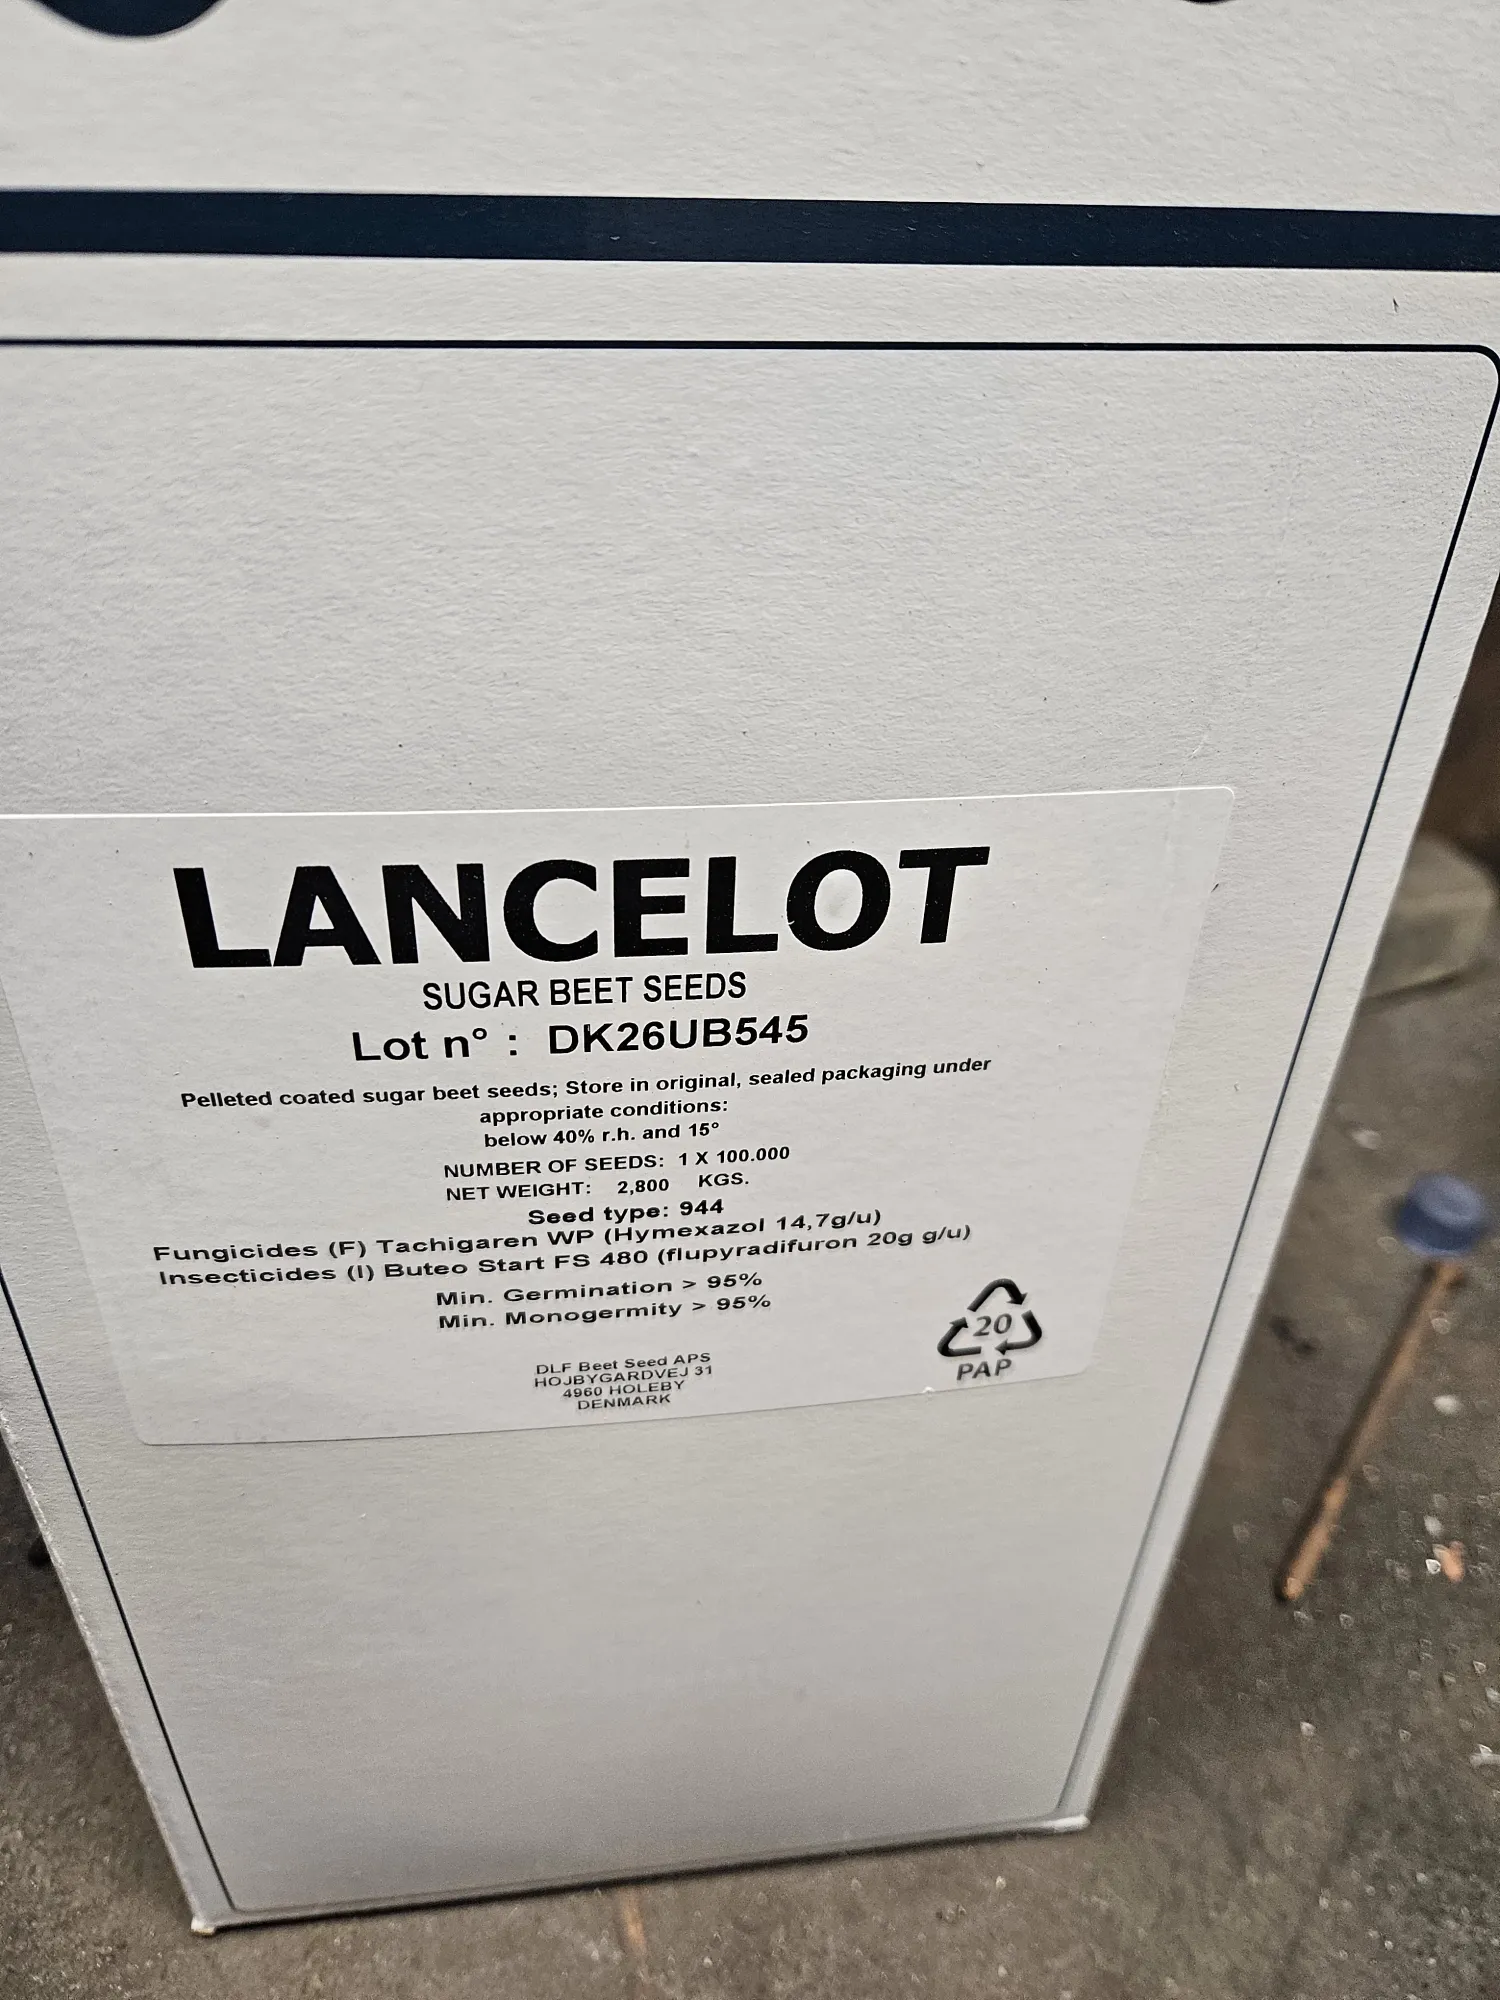 LANCELOT
SUGAR BEET SEEDS
Lot n° : DK26UB545
Pelleted coated sugar beet seeds; Store in original, sealed packaging under
appropriate conditions:
below 40% r.h. and 15°
NUMBER OF SEEDS: 1 X 100.000
NET WEIGHT: 2,800 KGS.
Seed type: 944
Fungicides (F) Tachigaren WP (Hymexazol 14,7g/u)
Insecticides (I) Buteo Start FS 480 (flupyradifuron 20g g/u)
Min. Germination > 95%
Min. Monogermity > 95%
20
PAP
DLF Beet Seed APS
HOJBYGARDVEJ 31
4960 HOLEBY
DENMARK